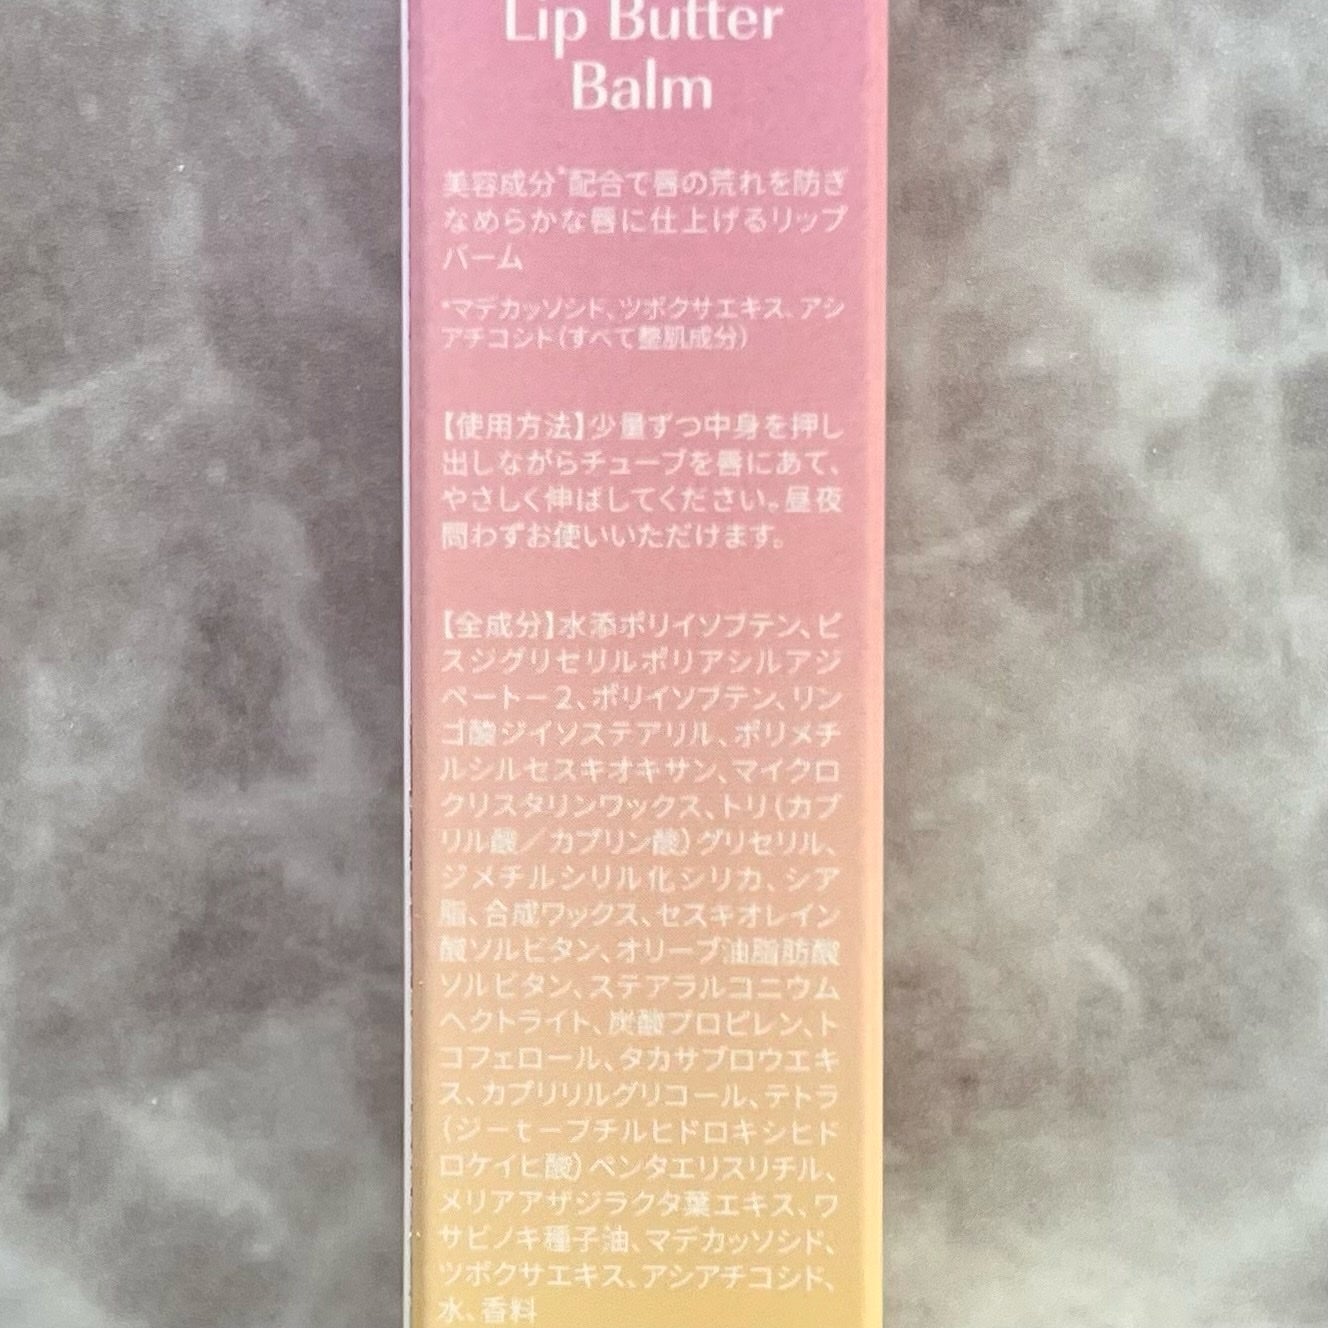 Lip Butter
Balm
美容成分*配合で唇の荒れを防ぎ
なめらかな唇に仕上げるリップ
バーム
*マデカッソシド、ツボクサエキス、アシ
アチコシド（すべて整肌成分）
【使用方法】少量ずつ中身を押し
出しながらチューブを唇にあて、
やさしく伸ばしてください。昼夜
問わずお使いいただけます。
【全成分】水添ポリイソブテン、ビ
スジグリセリルポリアシルアジ
ペートー2、ポリイソブテン、リン
ゴ酸ジイソステアリル、ポリメチ
ルシルセスキオキサン、マイクロ
クリスタリンワックス、トリ（カプ
リル酸／カプリン酸）グリセリル、
ジメチルシリル化シリカ、シア
脂、合成ワックス、セスキオレイン
酸ソルビタン、オリーブ油脂肪酸
ソルビタン、ステアラルコニウム
ヘクトライト、炭酸プロピレン、ト
コフェロール、タカサブロウエキ
ス、カプリリルグリコール、テトラ
（ジーtーブチルヒドロキシヒド
ロケイヒ酸）ペンタエリスリチル、
メリアアザジラクタ葉エキス、ワ
サビノキ種子油、マデカッソシド、
ツボクサエキス、アシアチコシド、
水、香料